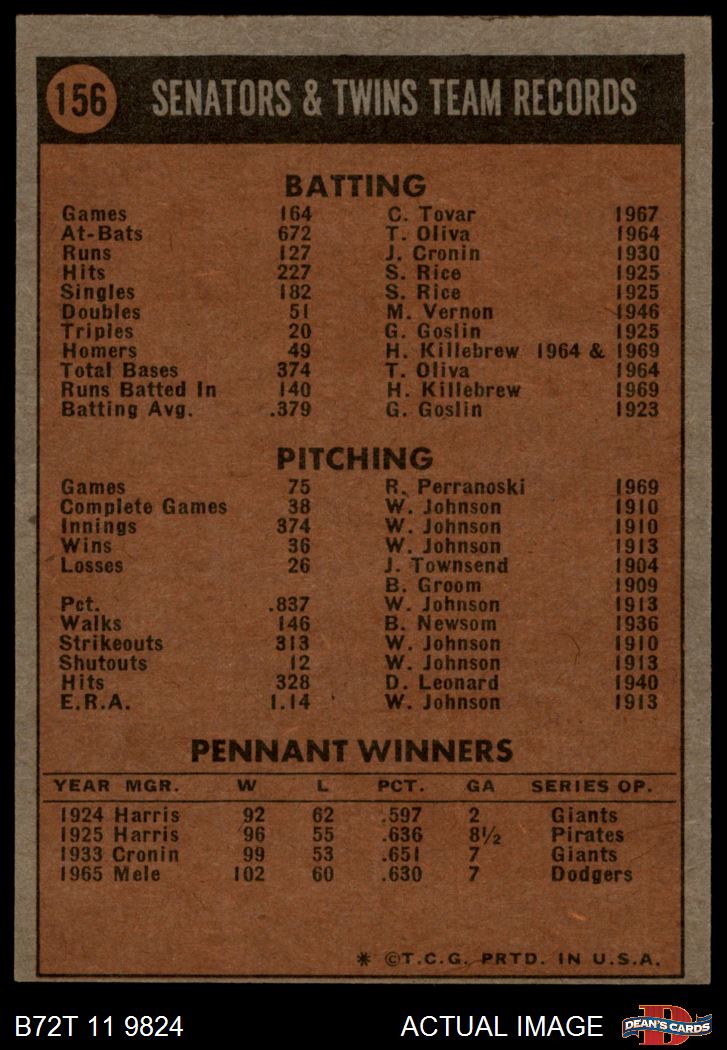 156 SENATORS & TWINS TEAM RECORDS
BATTING
Games 164 C. Tovar 1967
At-Bats 672 T. Oliva 1964
Runs 127 J. Cronin 1930
Hits 227 S. Rice 1925
Singles 182 S. Rice 1925
Doubles 51 M. Vernon 1946
Triples 20 G. Goslin 1925
Homers 49 H. Killebrew 1964 & 1969
Total Bases 374 T. Oliva 1964
Runs Batted In 140 H. Killebrew 1969
Batting Avg. .379 G. Goslin 1923
PITCHING
Games 75 R. Perranoski 1969
Complete Games 38 W. Johnson 1910
Innings 374 W. Johnson 1910
Wins 36 W. Johnson 1913
Losses 26 J. Townsend 1904
B. Groom 1909
Pct. .837 W. Johnson 1913
Walks 146 B. Newsom 1936
Strikeouts 313 W. Johnson 1910
Shutouts 12 W. Johnson 1913
Hits 328 D. Leonard 1940
E.R.A. 1.14 W. Johnson 1913
PENNANT WINNERS
YEAR MGR. W L PCT. GA SERIES OP.
1924 Harris 92 62 .597 2 Giants
1925 Harris 96 55 .636 8½ Pirates
1933 Cronin 99 53 .651 7 Giants
1965 Mele 102 60 .630 7 Dodgers
* ©T.C.G. PRTD. IN U.S.A.
B72T 11 9824 ACTUAL IMAGE D DEAN'S CARDS